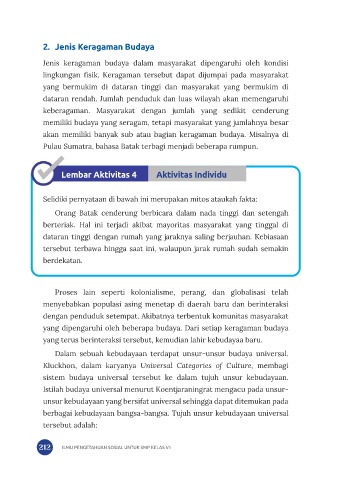 2. Jenis Keragaman Budaya
Jenis keragaman budaya dalam masyarakat dipengaruhi oleh kondisi
lingkungan fisik. Keragaman tersebut dapat dijumpai pada masyarakat
yang bermukim di dataran tinggi dan masyarakat yang bermukim di
dataran rendah. Jumlah penduduk dan luas wilayah akan memengaruhi
keberagaman. Masyarakat dengan jumlah yang sedikit cenderung
memiliki budaya yang seragam, tetapi masyarakat yang jumlahnya besar
akan memiliki banyak sub atau bagian keragaman budaya. Misalnya di
Pulau Sumatra, bahasa Batak terbagi menjadi beberapa rumpun.
Lembar Aktivitas 4 Aktivitas Individu
Selidiki pernyataan di bawah ini merupakan mitos ataukah fakta:
Orang Batak cenderung berbicara dalam nada tinggi dan setengah
berteriak. Hal ini terjadi akibat mayoritas masyarakat yang tinggal di
dataran tinggi dengan rumah yang jaraknya saling berjauhan. Kebiasaan
tersebut terbawa hingga saat ini, walaupun jarak rumah sudah semakin
berdekatan.
Proses lain seperti kolonialisme, perang, dan globalisasi telah
menyebabkan populasi asing menetap di daerah baru dan berinteraksi
dengan penduduk setempat. Akibatnya terbentuk komunitas masyarakat
yang dipengaruhi oleh beberapa budaya. Dari setiap keragaman budaya
yang terus berinteraksi tersebut, kemudian lahir kebudayaa baru.
Dalam sebuah kebudayaan terdapat unsur-unsur budaya universal.
Kluckhon, dalam karyanya Universal Categories of Culture, membagi
sistem budaya universal tersebut ke dalam tujuh unsur kebudayaan.
Istilah budaya universal menurut Koentjaraningrat mengacu pada unsur-
unsur kebudayaan yang bersifat universal sehingga dapat ditemukan pada
berbagai kebudayaan bangsa-bangsa. Tujuh unsur kebudayaan universal
tersebut adalah:
212 ILMU PENGETAHUAN SOSIAL UNTUK SMP KELAS VII